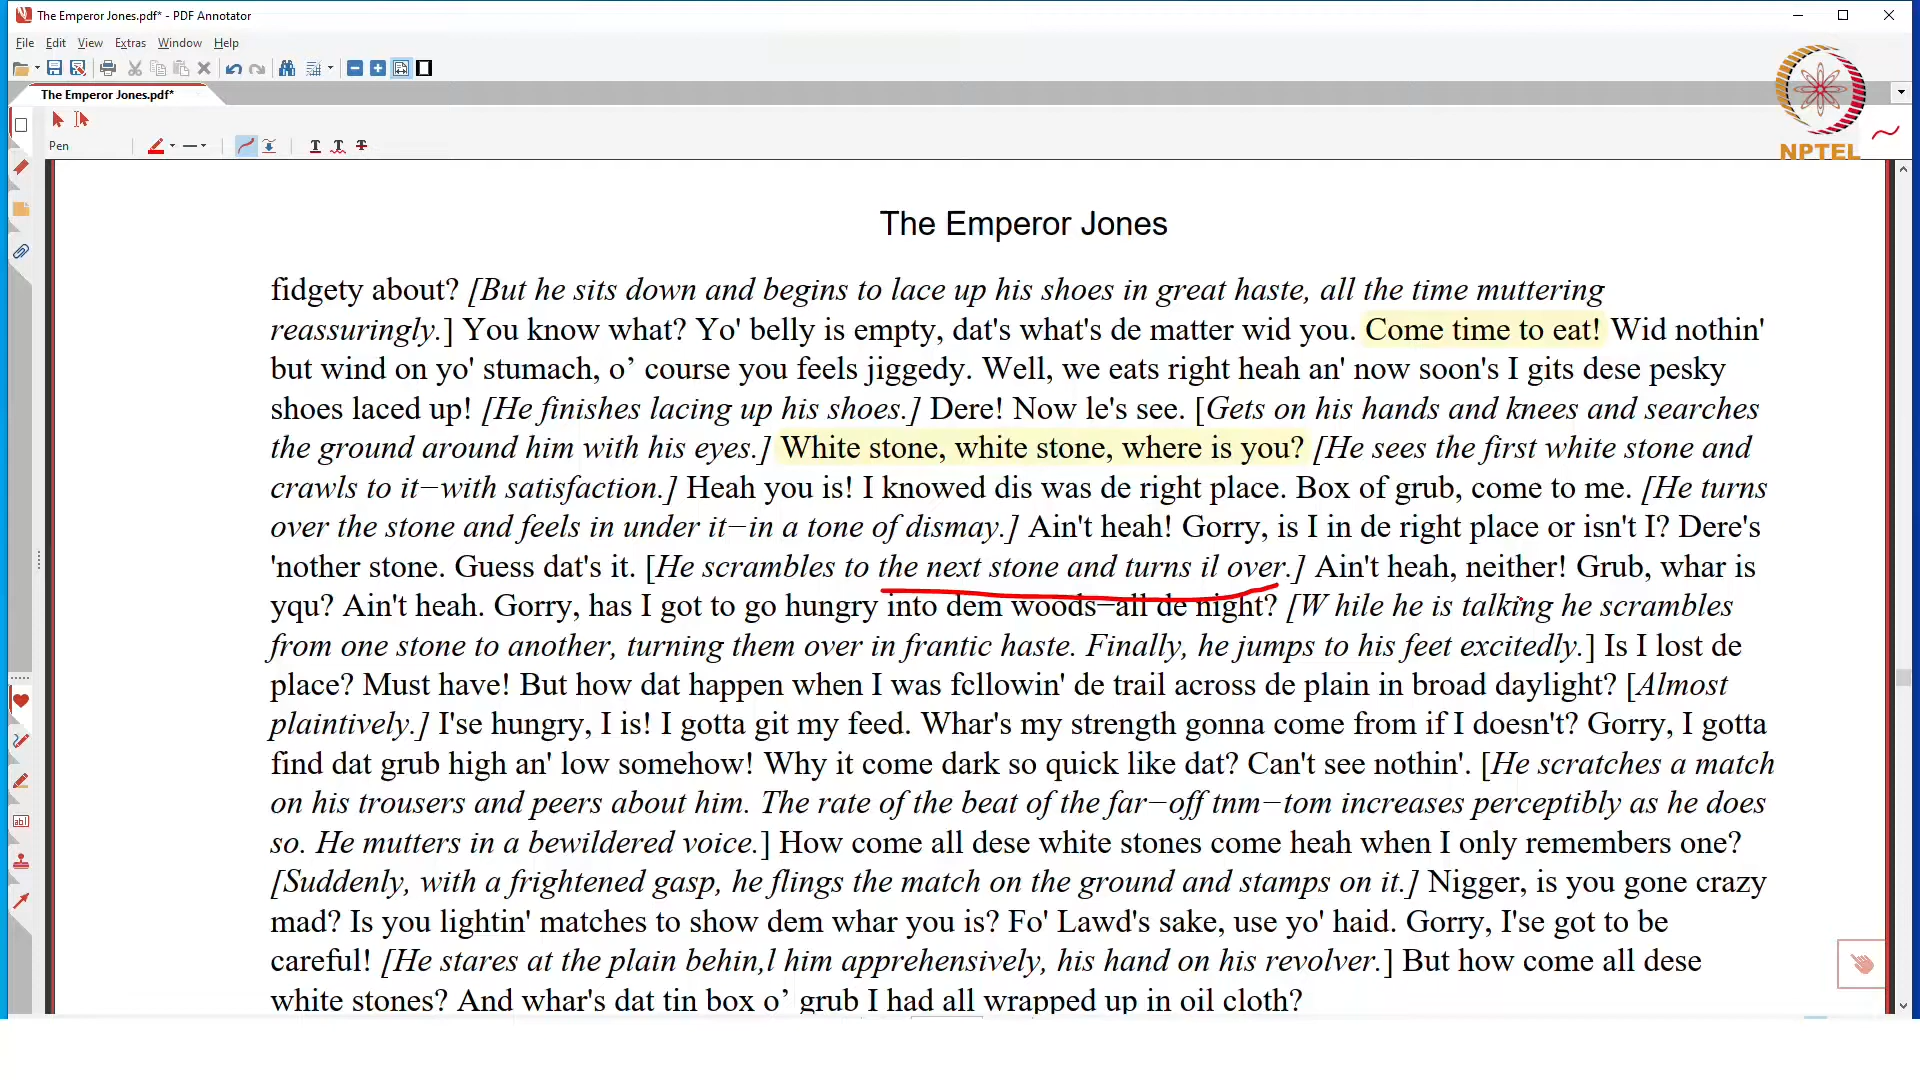 The Emperor Jones.pdf* - PDF Annotator
File Edit View Extras Window Help
The Emperor Jones.pdf*
Pen
NPTEL
The Emperor Jones
fidgety about? [But he sits down and begins to lace up his shoes in great haste, all the time muttering
reassuringly.] You know what? Yo' belly is empty, dat's what's de matter wid you. Come time to eat! Wid nothin'
but wind on yo' stumach, o’ course you feels jiggedy. Well, we eats right heah an' now soon's I gits dese pesky
shoes laced up! [He finishes lacing up his shoes.] Dere! Now le's see. [Gets on his hands and knees and searches
the ground around him with his eyes.] White stone, white stone, where is you? [He sees the first white stone and
crawls to it−with satisfaction.] Heah you is! I knowed dis was de right place. Box of grub, come to me. [He turns
over the stone and feels in under it−in a tone of dismay.] Ain't heah! Gorry, is I in de right place or isn't I? Dere's
'nother stone. Guess dat's it. [He scrambles to the next stone and turns il over.] Ain't heah, neither! Grub, whar is
yqu? Ain't heah. Gorry, has I got to go hungry into dem woods−all de night? [W hile he is talking he scrambles
from one stone to another, turning them over in frantic haste. Finally, he jumps to his feet excitedly.] Is I lost de
place? Must have! But how dat happen when I was fcllowin' de trail across de plain in broad daylight? [Almost
plaintively.] I'se hungry, I is! I gotta git my feed. Whar's my strength gonna come from if I doesn't? Gorry, I gotta
find dat grub high an' low somehow! Why it come dark so quick like dat? Can't see nothin'. [He scratches a match
on his trousers and peers about him. The rate of the beat of the far−off tnm−tom increases perceptibly as he does
so. He mutters in a bewildered voice.] How come all dese white stones come heah when I only remembers one?
[Suddenly, with a frightened gasp, he flings the match on the ground and stamps on it.] Nigger, is you gone crazy
mad? Is you lightin' matches to show dem whar you is? Fo' Lawd's sake, use yo' haid. Gorry, I'se got to be
careful! [He stares at the plain behin,l him apprehensively, his hand on his revolver.] But how come all dese
white stones? And whar's dat tin box o’ grub I had all wrapped up in oil cloth?